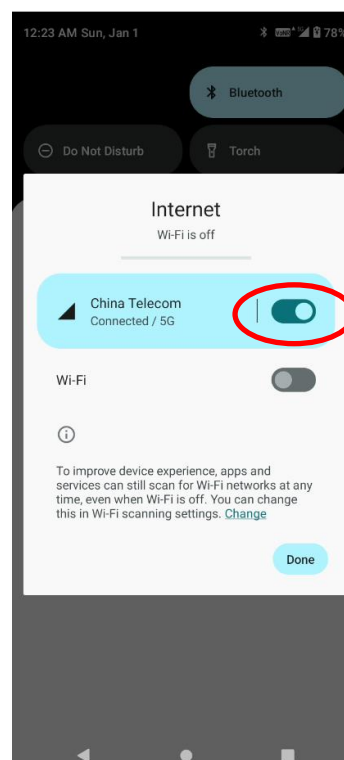 12:23 AM Sun, Jan 1 78%
Bluetooth
Do Not Disturb
Torch
Internet
Wi-Fi is off
China Telecom
Connected / 5G
Wi-Fi
To improve device experience, apps and
services can still scan for Wi-Fi networks at any
time, even when Wi-Fi is off. You can change
this in Wi-Fi scanning settings. Change
Done